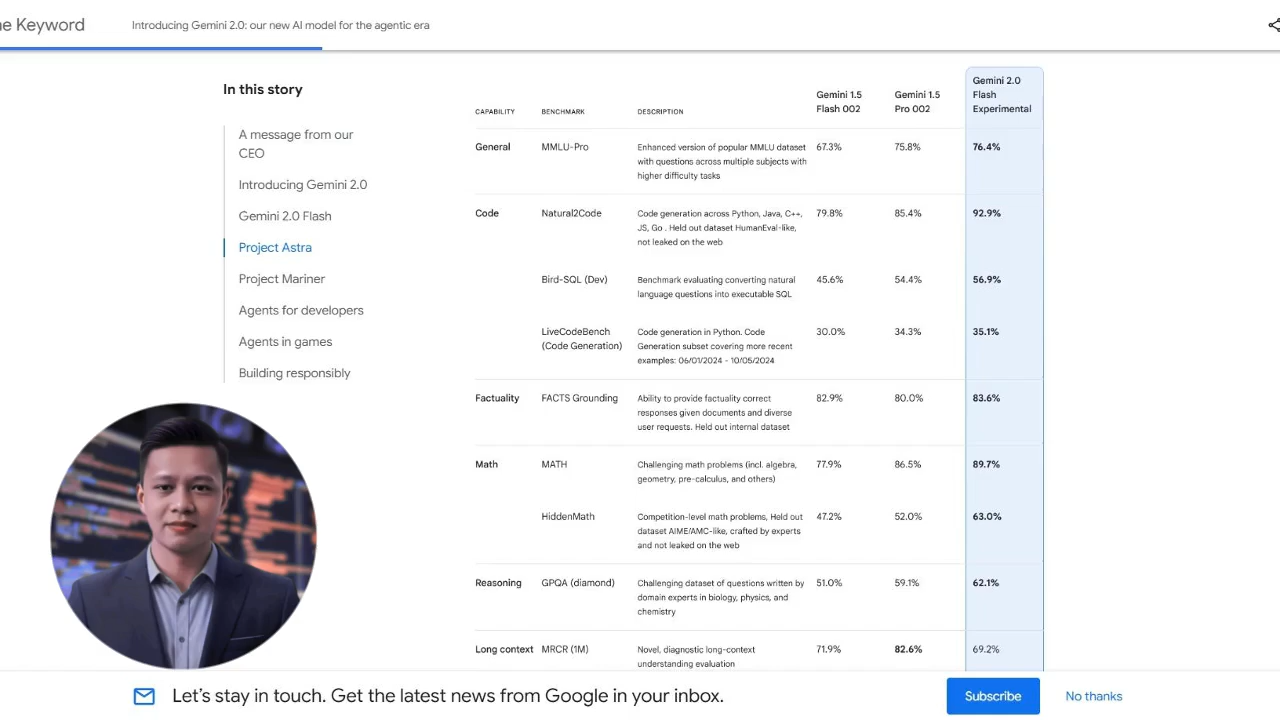 e Keyword
Introducing Gemini 2.0: our new AI model for the agentic era
In this story
A message from our
CEO
Introducing Gemini 2.0
Gemini 2.0 Flash
Project Astra
Project Mariner
Agents for developers
Agents in games
Building responsibly
CAPABILITY BENCHMARK DESCRIPTION Gemini 1.5 Flash 002 Gemini 1.5 Pro 002 Gemini 2.0 Flash Experimental
General MMLU-Pro Enhanced version of popular MMLU dataset 67.3% 75.8% 76.4%
with questions across multiple subjects with
higher difficulty tasks
Code Natural2Code Code generation across Python, Java, C++, 79.8% 85.4% 92.9%
JS, Go . Held out dataset HumanEval-like,
not leaked on the web
Bird-SQL (Dev) Benchmark evaluating converting natural 45.6% 54.4% 56.9%
language questions into executable SQL
LiveCodeBench Code generation in Python. Code 30.0% 34.3% 35.1%
(Code Generation) Generation subset covering more recent
examples: 06/01/2024 - 10/05/2024
Factuality FACTS Grounding Ability to provide factuality correct 82.9% 80.0% 83.6%
responses given documents and diverse
user requests. Held out internal dataset
Math MATH Challenging math problems (incl. algebra, 77.9% 86.5% 89.7%
geometry, pre-calculus, and others)
HiddenMath Competition-level math problems, Held out 47.2% 52.0% 63.0%
dataset AIME/AMC-like, crafted by experts
and not leaked on the web
Reasoning GPQA (diamond) Challenging dataset of questions written by 51.0% 59.1% 62.1%
domain experts in biology, physics, and
chemistry
Long context MRCR (1M) Novel, diagnostic long-context 71.9% 82.6% 69.2%
understanding evaluation
Let's stay in touch. Get the latest news from Google in your inbox. Subscribe No thanks